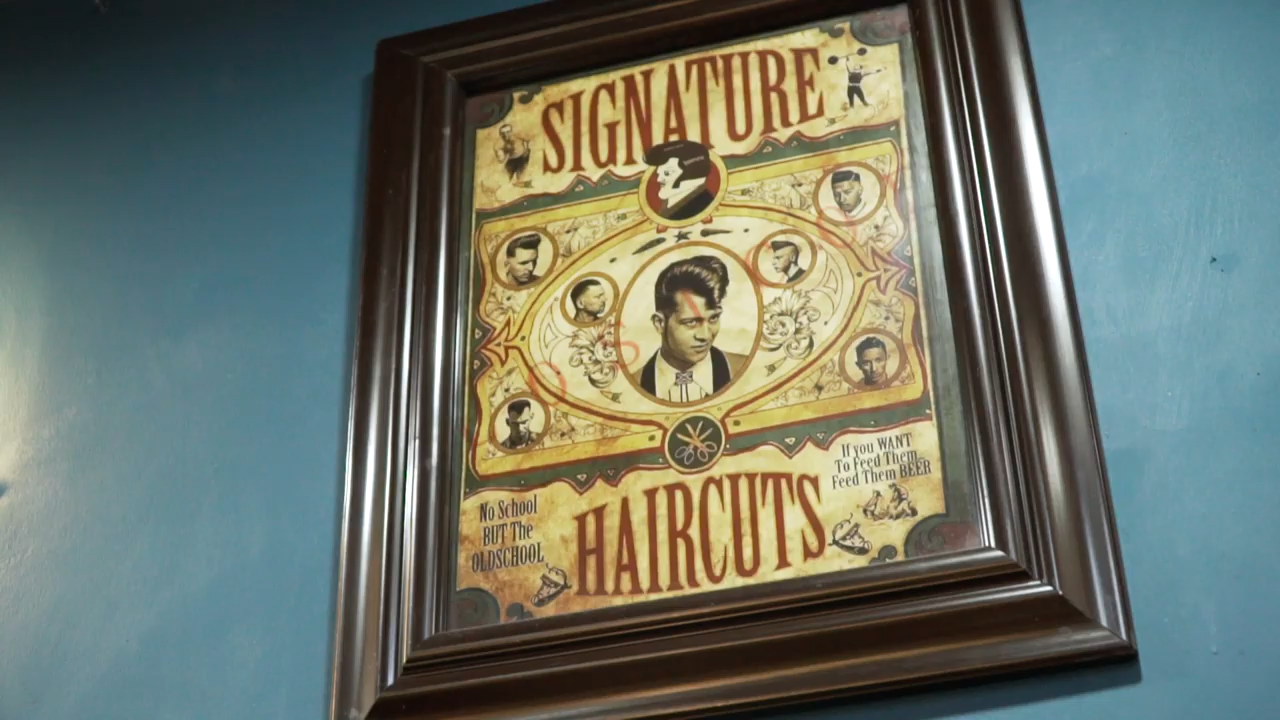 SIGNATURE
HAIRCUTS
If you WANT
To Feed Them
Feed Them BEER
No School
BUT The
OLDSCHOOL